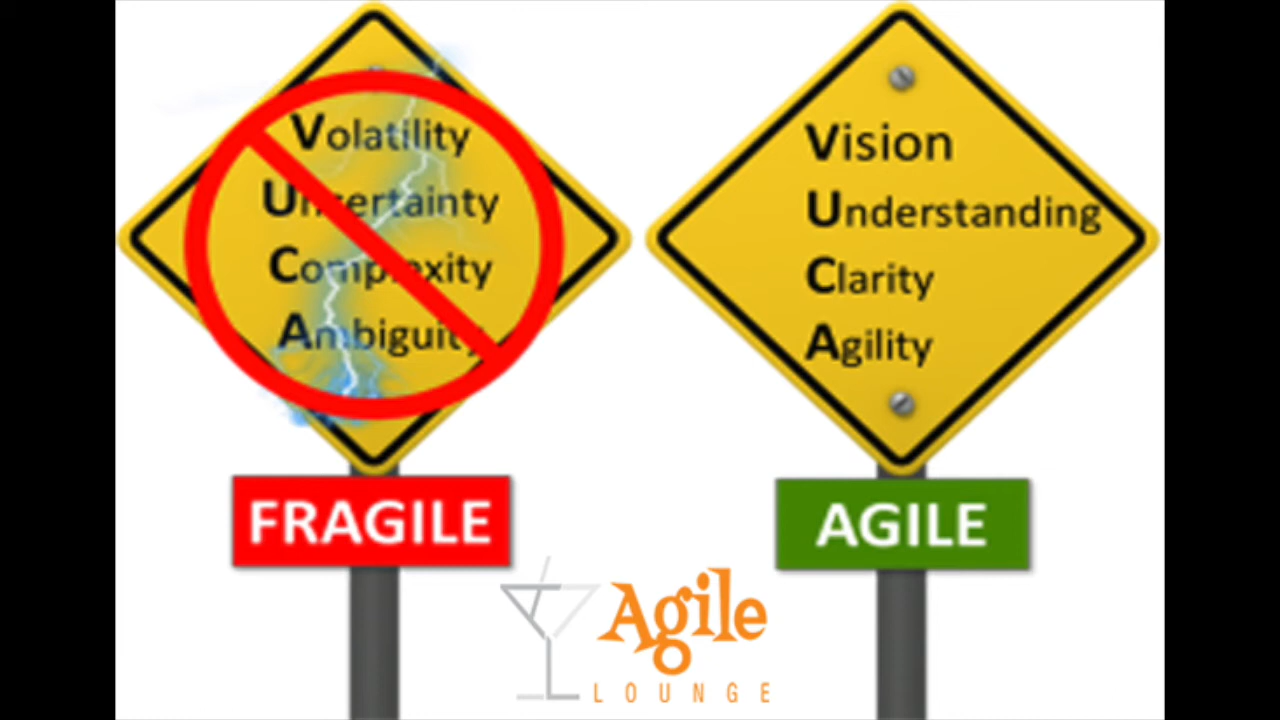 Volatility
Uncertainty
Complexity
Ambiguity
FRAGILE
Vision
Understanding
Clarity
Agility
AGILE
Agile
LOUNGE